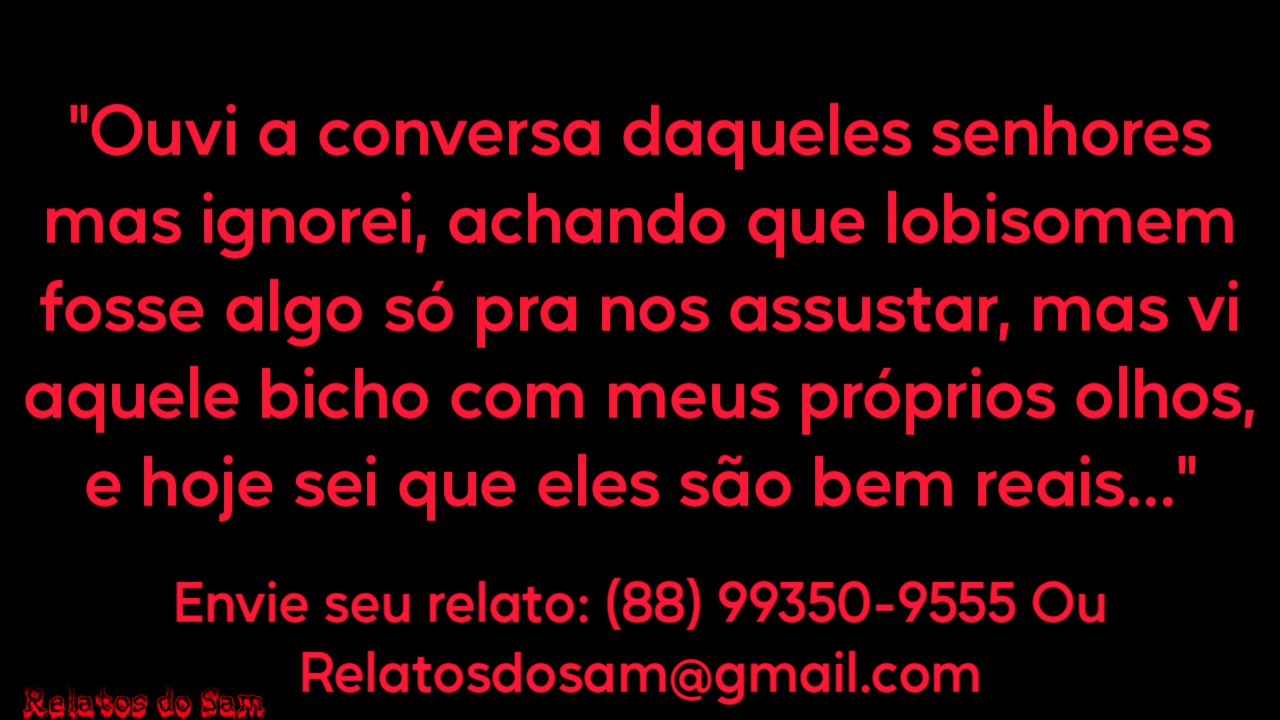 "Ouvi a conversa daqueles senhores
mas ignorei, achando que lobisomem
fosse algo só pra nos assustar, mas vi
aquele bicho com meus próprios olhos,
e hoje sei que eles são bem reais..."
Envie seu relato: (88) 99350-9555 Ou
Relatosdosam@gmail.com
Relatos do Sam